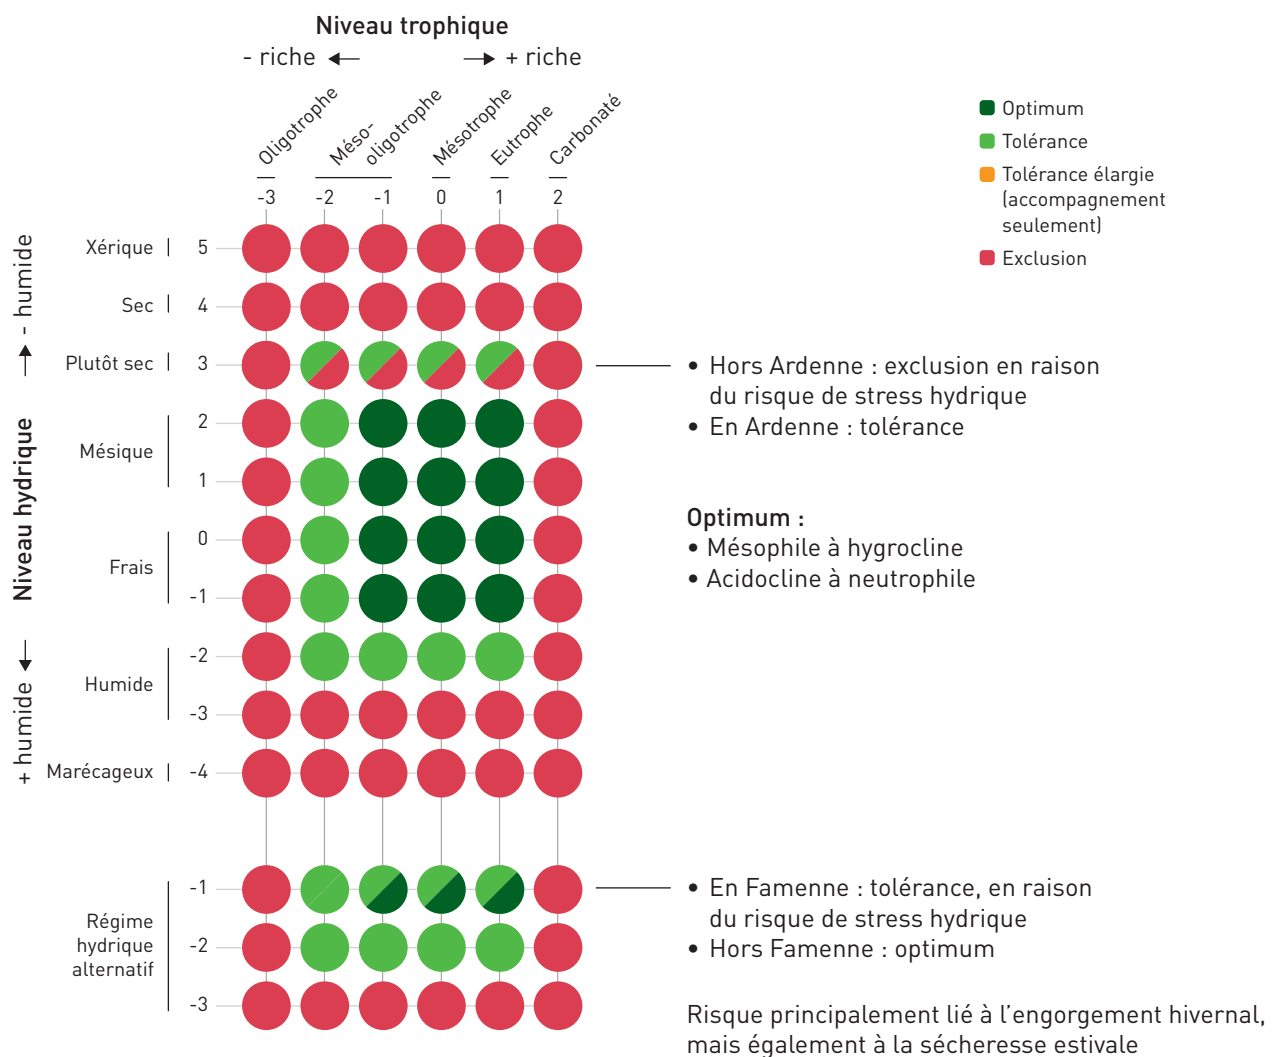 Niveau trophique
- riche ← → + riche
Oligotrophe
Méso-
oligotrophe
Mésotrophe
Eutrophe
Carbonaté
-3 -2 -1 0 1 2
Optimum
Tolérance
Tolérance élargie
(accompagnement
seulement)
Exclusion
Niveau hydrique
→ - humide
+ humide ←
Xérique 5
Sec 4
Plutôt sec 3
Mésique
2
1
Frais
0
-1
Humide
-2
-3
Marécageux -4
Régime
hydrique
alternatif
-1
-2
-3
• Hors Ardenne : exclusion en raison
du risque de stress hydrique
• En Ardenne : tolérance
Optimum :
• Mésophile à hygrocline
• Acidocline à neutrophile
• En Famenne : tolérance, en raison
du risque de stress hydrique
• Hors Famenne : optimum
Risque principalement lié à l’engorgement hivernal,
mais également à la sécheresse estivale